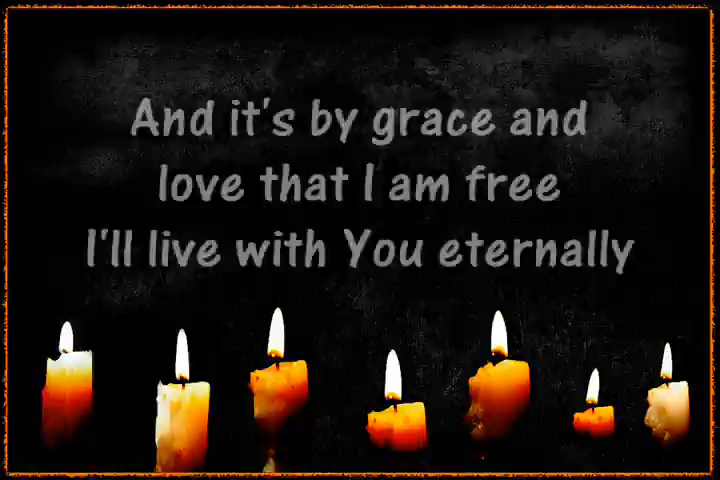 And it's by grace and
love that I am free
I'll live with You eternally